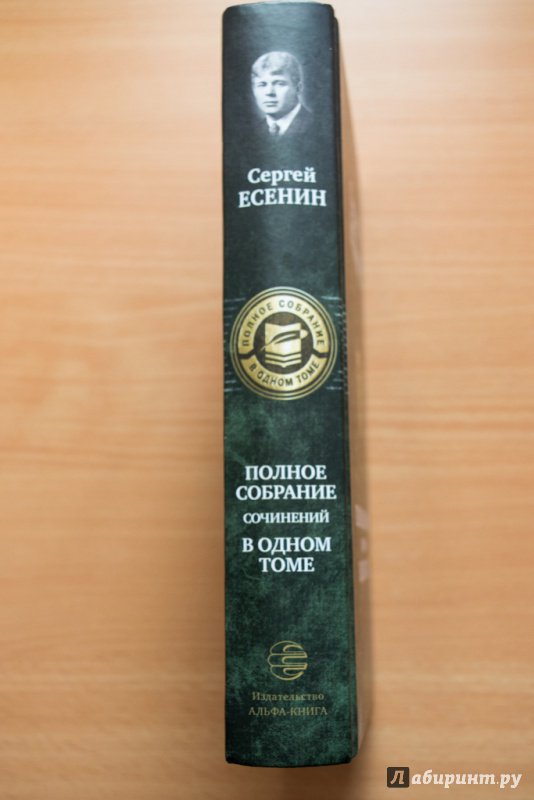 Сергей
ЕСЕНИН
ПОЛНОЕ СОБРАНИЕ
В ОДНОМ ТОМЕ
ПОЛНОЕ
СОБРАНИЕ
СОЧИНЕНИЙ
В ОДНОМ
ТОМЕ
Издательство
АЛЬФА-КНИГА
Лабиринт.ру